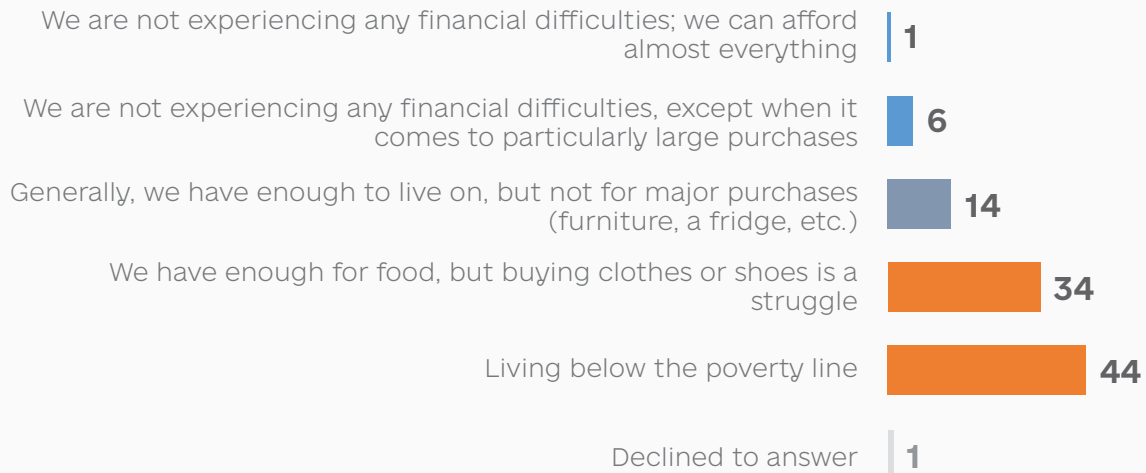 We are not experiencing any financial difficulties; we can afford
almost everything
1
We are not experiencing any financial difficulties, except when it
comes to particularly large purchases
6
Generally, we have enough to live on, but not for major purchases
(furniture, a fridge, etc.)
14
We have enough for food, but buying clothes or shoes is a
struggle
34
Living below the poverty line
44
Declined to answer
1